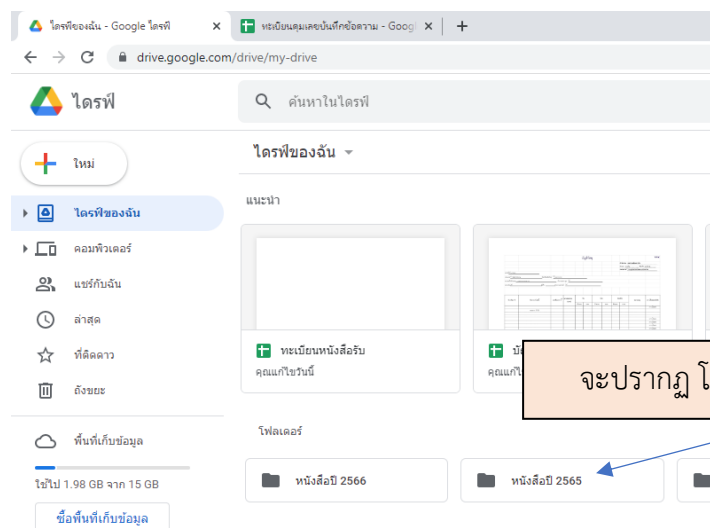 ไดรฟ์ของฉัน - Google ไดรฟ์
ทะเบียนคุมเลขบันทึกข้อความ - Goog
drive.google.com/drive/my-drive
ไดรฟ์
ค้นหาในไดรฟ์
ใหม่
ไดรฟ์ของฉัน
ไดรฟ์ของฉัน
คอมพิวเตอร์
แชร์กับฉัน
ล่าสุด
ที่ติดดาว
ถังขยะ
พื้นที่เก็บข้อมูล
ใช้ไป 1.98 GB จาก 15 GB
ซื้อพื้นที่เก็บข้อมูล
แนะนำ
ทะเบียนหนังสือรับ
คุณแก้ไขวันนี้
คุณแก้ไ
จะปรากฏ โ
โฟลเดอร์
หนังสือปี 2566
หนังสือปี 2565